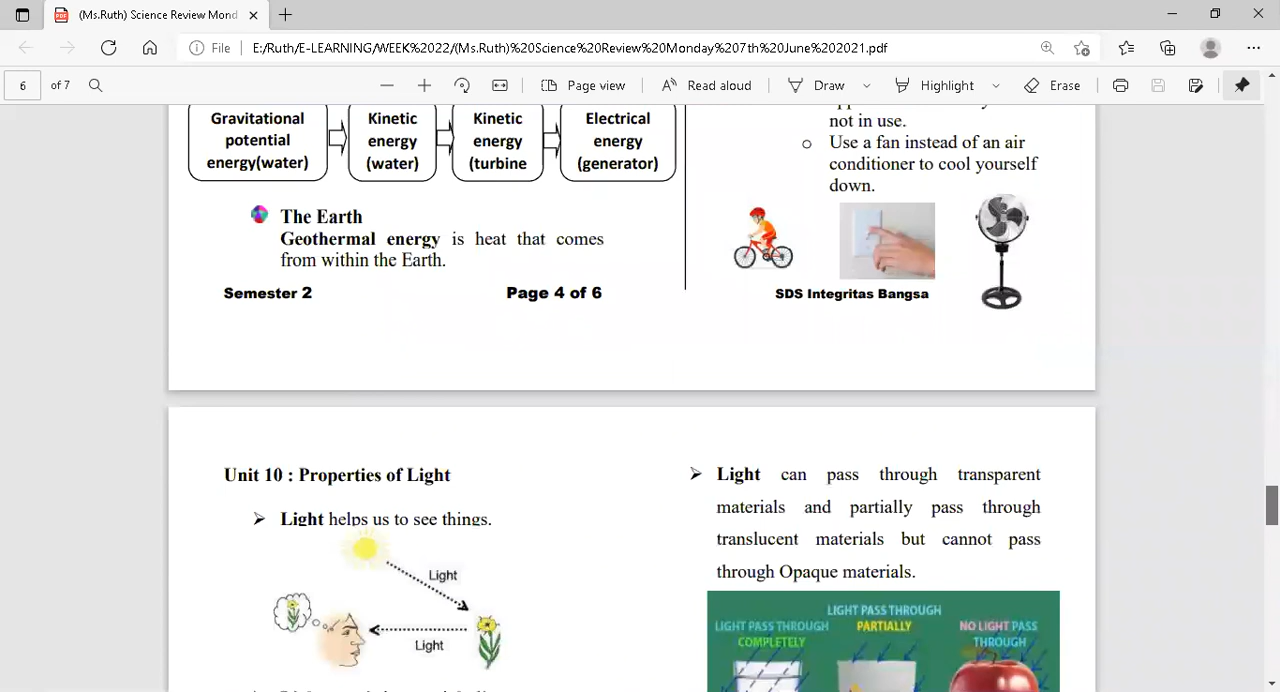 (Ms.Ruth) Science Review Mond
File
E:/Ruth/E-LEARNING/WEEK%2022/(Ms.Ruth)%20Science%20Review%20Monday%207th%20June%202021.pdf
6 of 7
Page view
Read aloud
Draw
Highlight
Erase
Gravitational
potential
energy(water)
Kinetic
energy
(water)
Kinetic
energy
(turbine
Electrical
energy
(generator)
The Earth
Geothermal energy is heat that comes
from within the Earth.
not in use.
o Use a fan instead of an air
conditioner to cool yourself
down.
Semester 2
Page 4 of 6
SDS Integritas Bangsa
Unit 10 : Properties of Light
➢ Light helps us to see things.
Light
Light
➢ Light can pass through transparent
materials and partially pass through
translucent materials but cannot pass
through Opaque materials.
LIGHT PASS THROUGH
COMPLETELY
LIGHT PASS THROUGH
PARTIALLY
NO LIGHT PASS
THROUGH